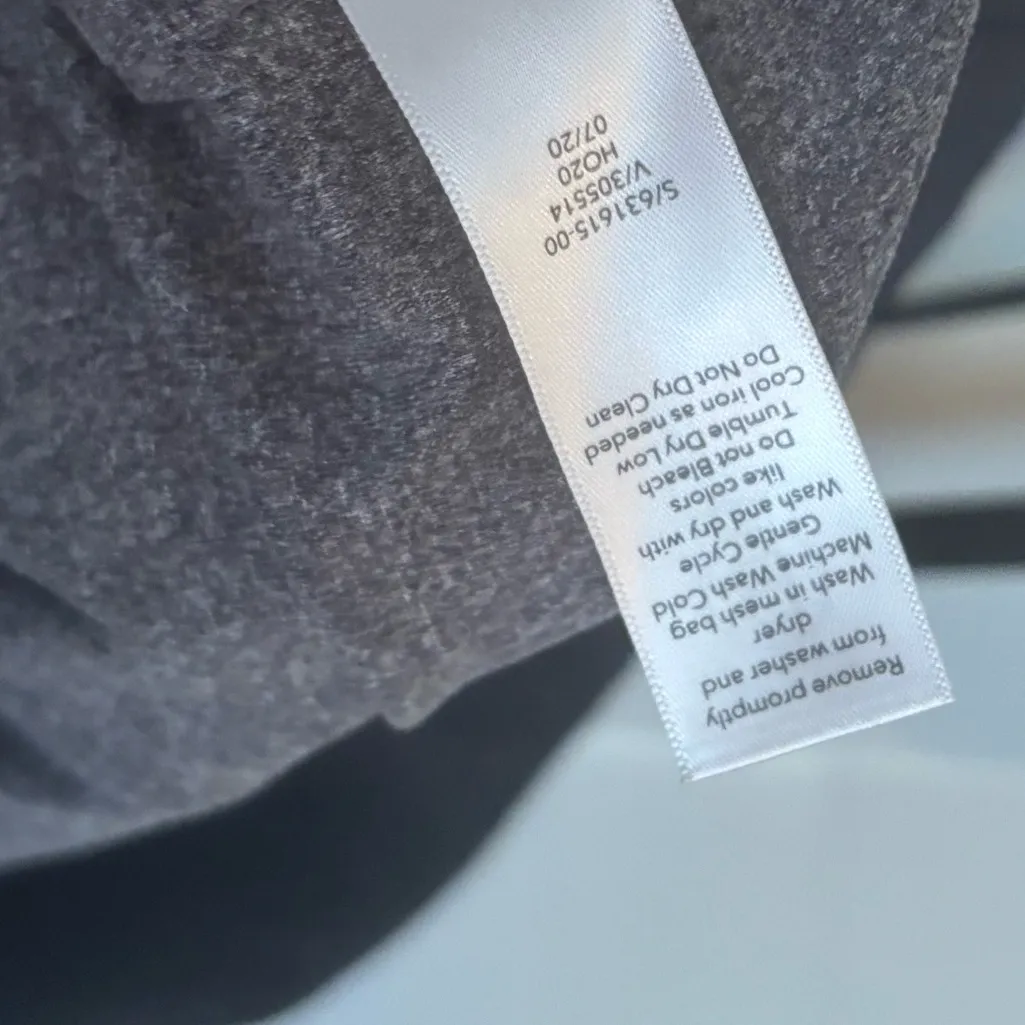 Remove promptly
from washer and
dryer
Wash in mesh bag
Machine Wash Cold
Gentle Cycle
Wash and dry with
like colors
Do not Bleach
Tumble Dry Low
Cool iron as needed
Do Not Dry Clean
S/631615-00
V/305514
HO20
07/20